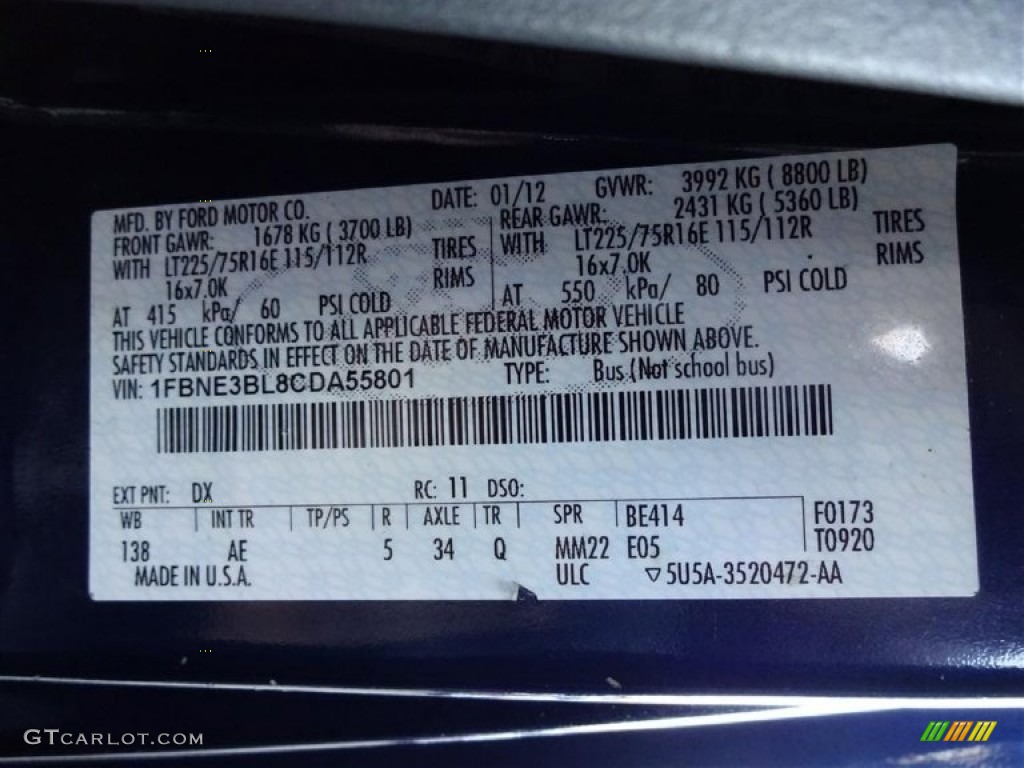 MFD. BY FORD MOTOR CO. DATE: 01/12 GVWR: 3992 KG ( 8800 LB)
FRONT GAWR: 1678 KG ( 3700 LB) REAR GAWR: 2431 KG ( 5360 LB)
WITH LT225/75R16E 115/112R TIRES WITH LT225/75R16E 115/112R TIRES
16x7.0K RIMS 16x7.0K RIMS
AT 415 kPa/ 60 PSI COLD AT 550 kPa/ 80 PSI COLD
THIS VEHICLE CONFORMS TO ALL APPLICABLE FEDERAL MOTOR VEHICLE
SAFETY STANDARDS IN EFFECT ON THE DATE OF MANUFACTURE SHOWN ABOVE.
VIN: 1FBNE3BL8CDA55801 TYPE: Bus (Not school bus)
EXT PNT: DX RC: 11 DSO:
WB INT TR TP/PS R AXLE TR SPR BE414 F0173
138 AE 5 34 Q MM22 E05 T0920
MADE IN U.S.A. ULC ▽5U5A-3520472-AA
GTCARLOT.COM